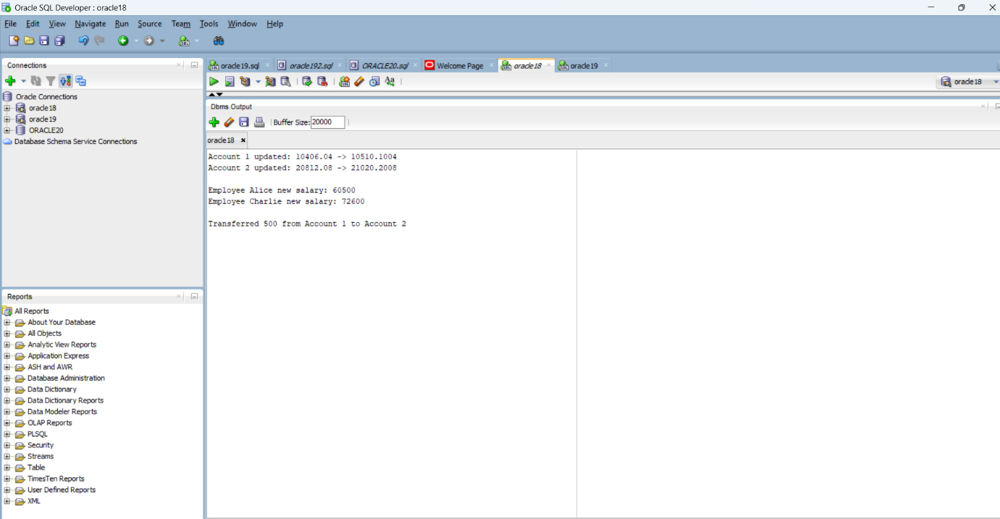 Oracle SQL Developer : oracle18
File Edit View Navigate Run Source Team Tools Window Help
Connections
Oracle Connections
oracle18
oracle19
ORACLE20
Database Schema Service Connections
Reports
All Reports
About Your Database
All Objects
Analytic View Reports
Application Express
ASH and AWR
Database Administration
Data Dictionary
Data Dictionary Reports
Data Modeler Reports
OLAP Reports
PLSQL
Security
Streams
Table
TimesTen Reports
User Defined Reports
XML
oracle19.sql oracle192.sql ORACLE20.sql Welcome Page oracle18 oracle19
oracle18
Dbms Output
Buffer Size: 20000
oracle18
Account 1 updated: 10406.04 -> 10510.1004
Account 2 updated: 20812.08 -> 21020.2008
Employee Alice new salary: 60500
Employee Charlie new salary: 72600
Transferred 500 from Account 1 to Account 2